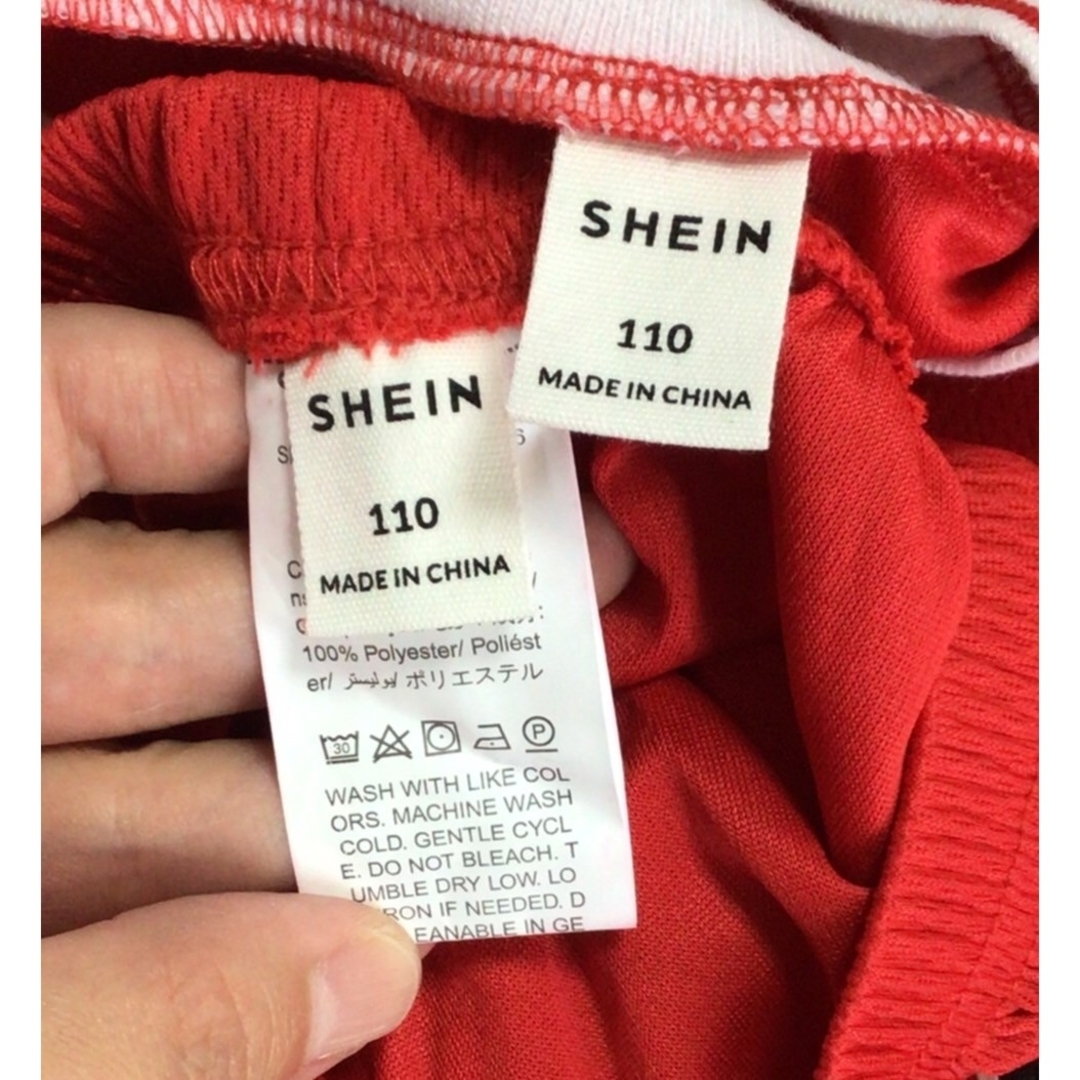 SHEIN
110
MADE IN CHINA
SHEIN
110
MADE IN CHINA
100% Polyester/ Poliést
er/ بوليستر/ ポリエステル
30
P
WASH WITH LIKE COL
ORS. MACHINE WASH
COLD. GENTLE CYCL
E. DO NOT BLEACH. T
UMBLE DRY LOW. LO
RON IF NEEDED. D
EANABLE IN GE